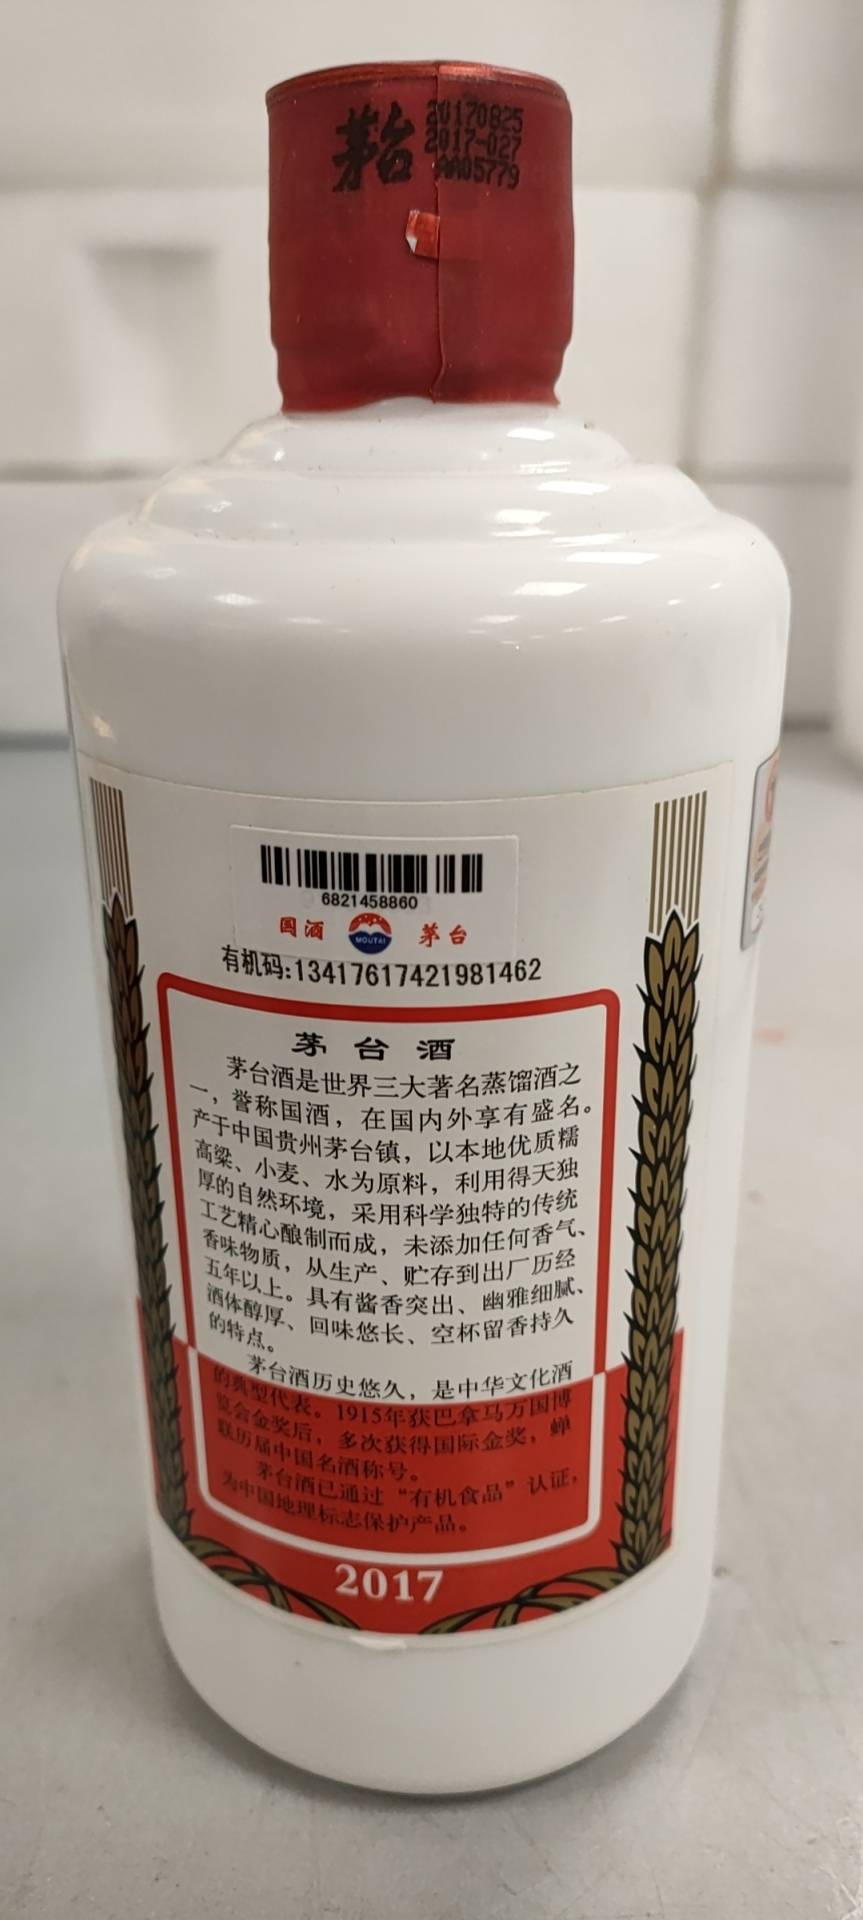 茅台
20170825
2017-027
AA05779
6821458860
国酒
MOUTAI
茅台
有机码:13417617421981462
茅台酒
茅台酒是世界三大著名蒸馏酒之
一，誉称国酒，在国内外享有盛名。
产于中国贵州茅台镇，以本地优质糯
高粱、小麦、水为原料，利用得天独
厚的自然环境，采用科学独特的传统
工艺精心酿制而成，未添加任何香气、
香味物质，从生产、贮存到出厂历经
五年以上。具有酱香突出、幽雅细腻、
酒体醇厚、回味悠长、空杯留香持久
的特点。
茅台酒历史悠久，是中华文化酒
的典型代表。1915年获巴拿马万国博
览会金奖后，多次获得国际金奖，蝉
联历届中国名酒称号。
茅台酒已通过“有机食品”认证，
为中国地理标志保护产品。
2017